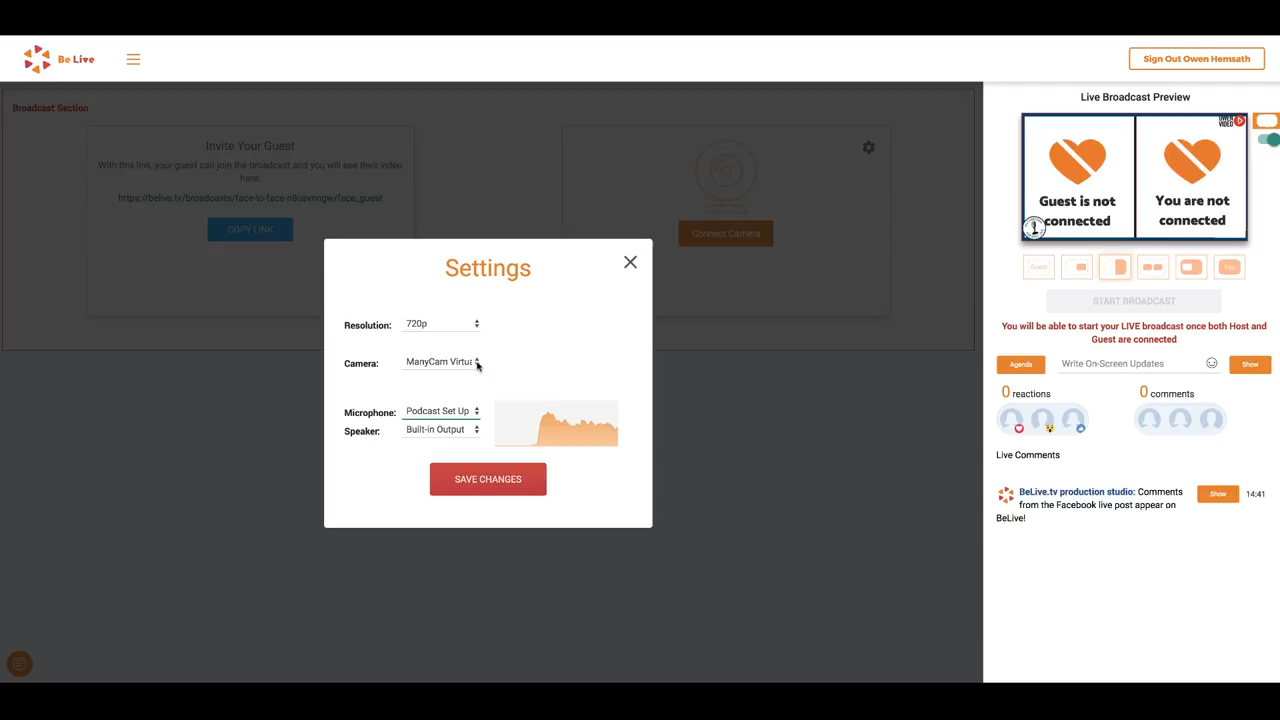 Be Live
Sign Out Owen Hemsath
Broadcast Section
Invite Your Guest
With this link, your guest can join the broadcast and you will see their video
here:
https://belive.tv/broadcasts/face-to-face-n8usvnngw/face_guest
COPY LINK
Connect Camera
Settings
Resolution:
720p
Camera:
ManyCam Virtua
Microphone:
Podcast Set Up
Speaker:
Built-in Output
SAVE CHANGES
Live Broadcast Preview
OWEN
VIDEO
Guest is not
connected
You are not
connected
Guest
You
START BROADCAST
You will be able to start your LIVE broadcast once both Host and
Guest are connected
Agenda
Write On-Screen Updates
Show
0 reactions
0 comments
Live Comments
BeLive.tv production studio: Comments
from the Facebook live post appear on
BeLive!
Show
14:41